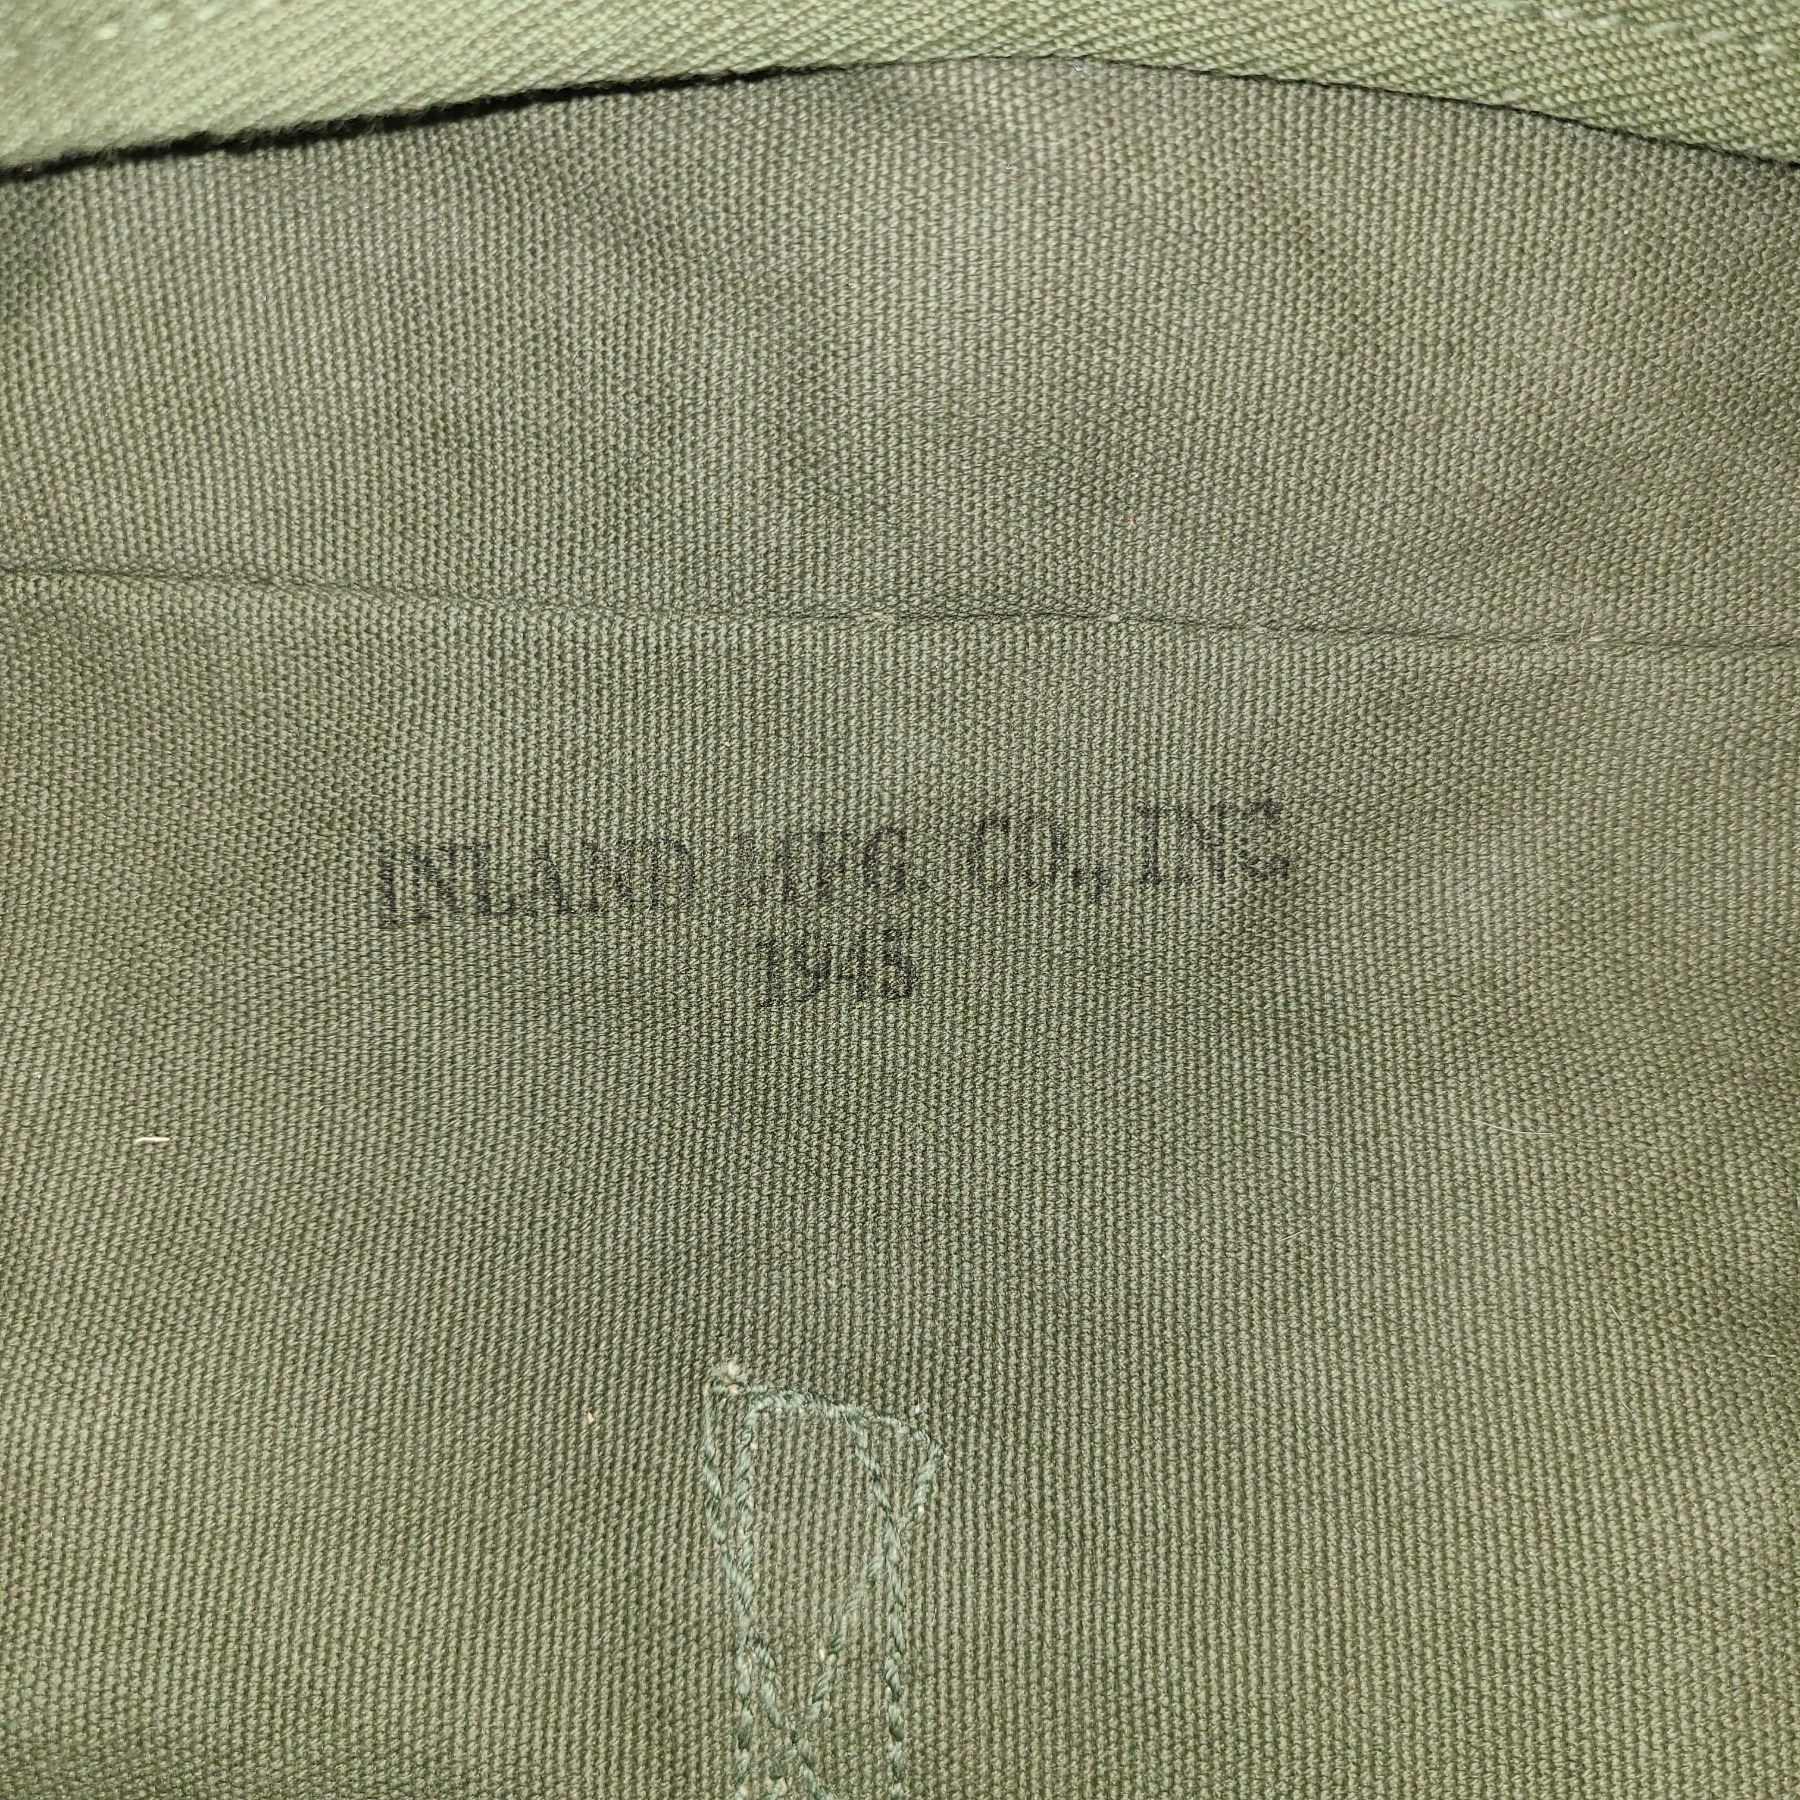 INLAND MFG. CO., INC.
1945